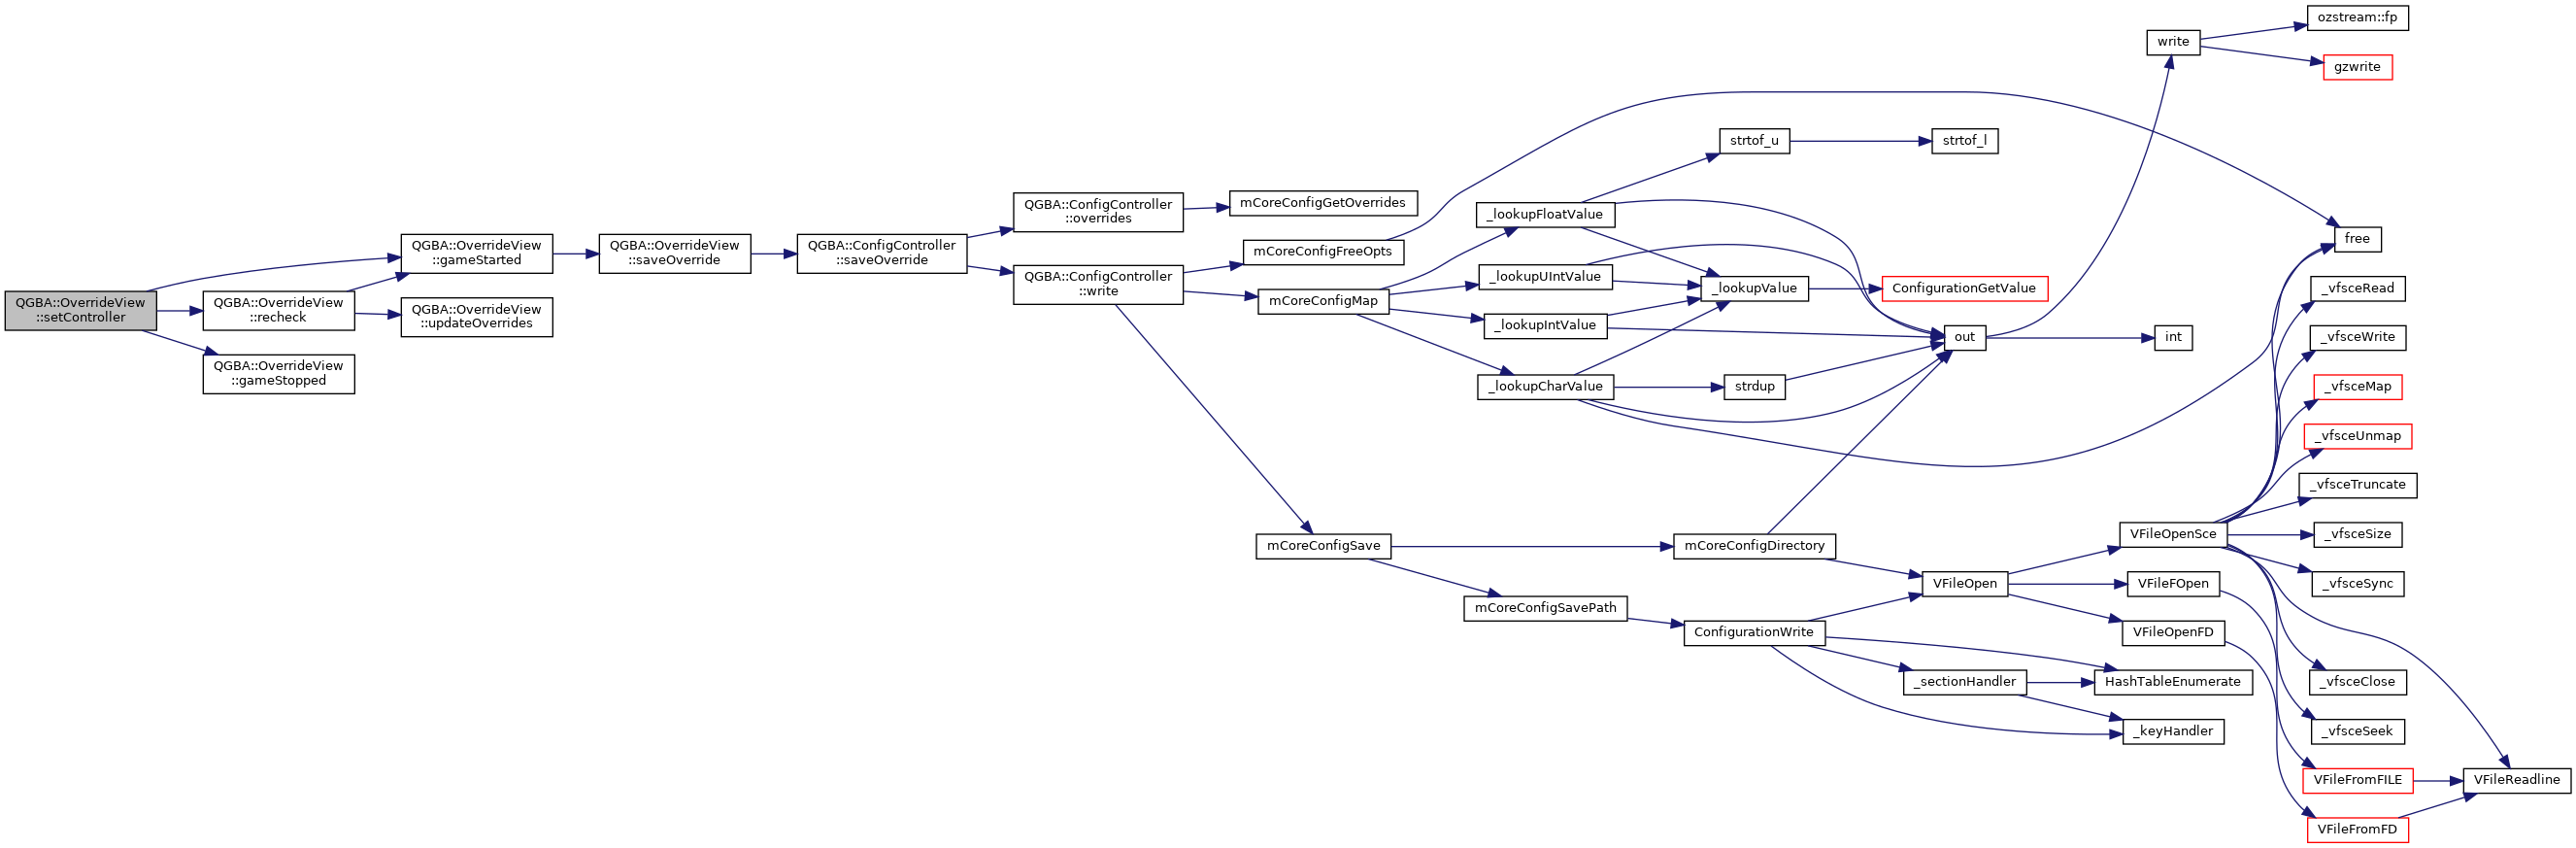 QGBA::OverrideView
::setController
QGBA::OverrideView
::gameStarted
QGBA::OverrideView
::recheck
QGBA::OverrideView
::updateOverrides
QGBA::OverrideView
::gameStopped
QGBA::OverrideView
::saveOverride
QGBA::ConfigController
::saveOverride
QGBA::ConfigController
::overrides
QGBA::ConfigController
::write
mCoreConfigGetOverrides
mCoreConfigFreeOpts
mCoreConfigMap
mCoreConfigSave
_lookupFloatValue
_lookupUIntValue
_lookupIntValue
_lookupCharValue
mCoreConfigSavePath
strtof_u
_lookupValue
strdup
mCoreConfigDirectory
ConfigurationWrite
strtof_l
ConfigurationGetValue
out
VFileOpen
_sectionHandler
write
int
VFileOpenSce
VFileFOpen
VFileOpenFD
HashTableEnumerate
_keyHandler
ozstream::fp
gzwrite
free
_vfsceRead
_vfsceWrite
_vfsceMap
_vfsceUnmap
_vfsceTruncate
_vfsceSize
_vfsceSync
_vfsceClose
_vfsceSeek
VFileFromFILE
VFileFromFD
VFileReadline